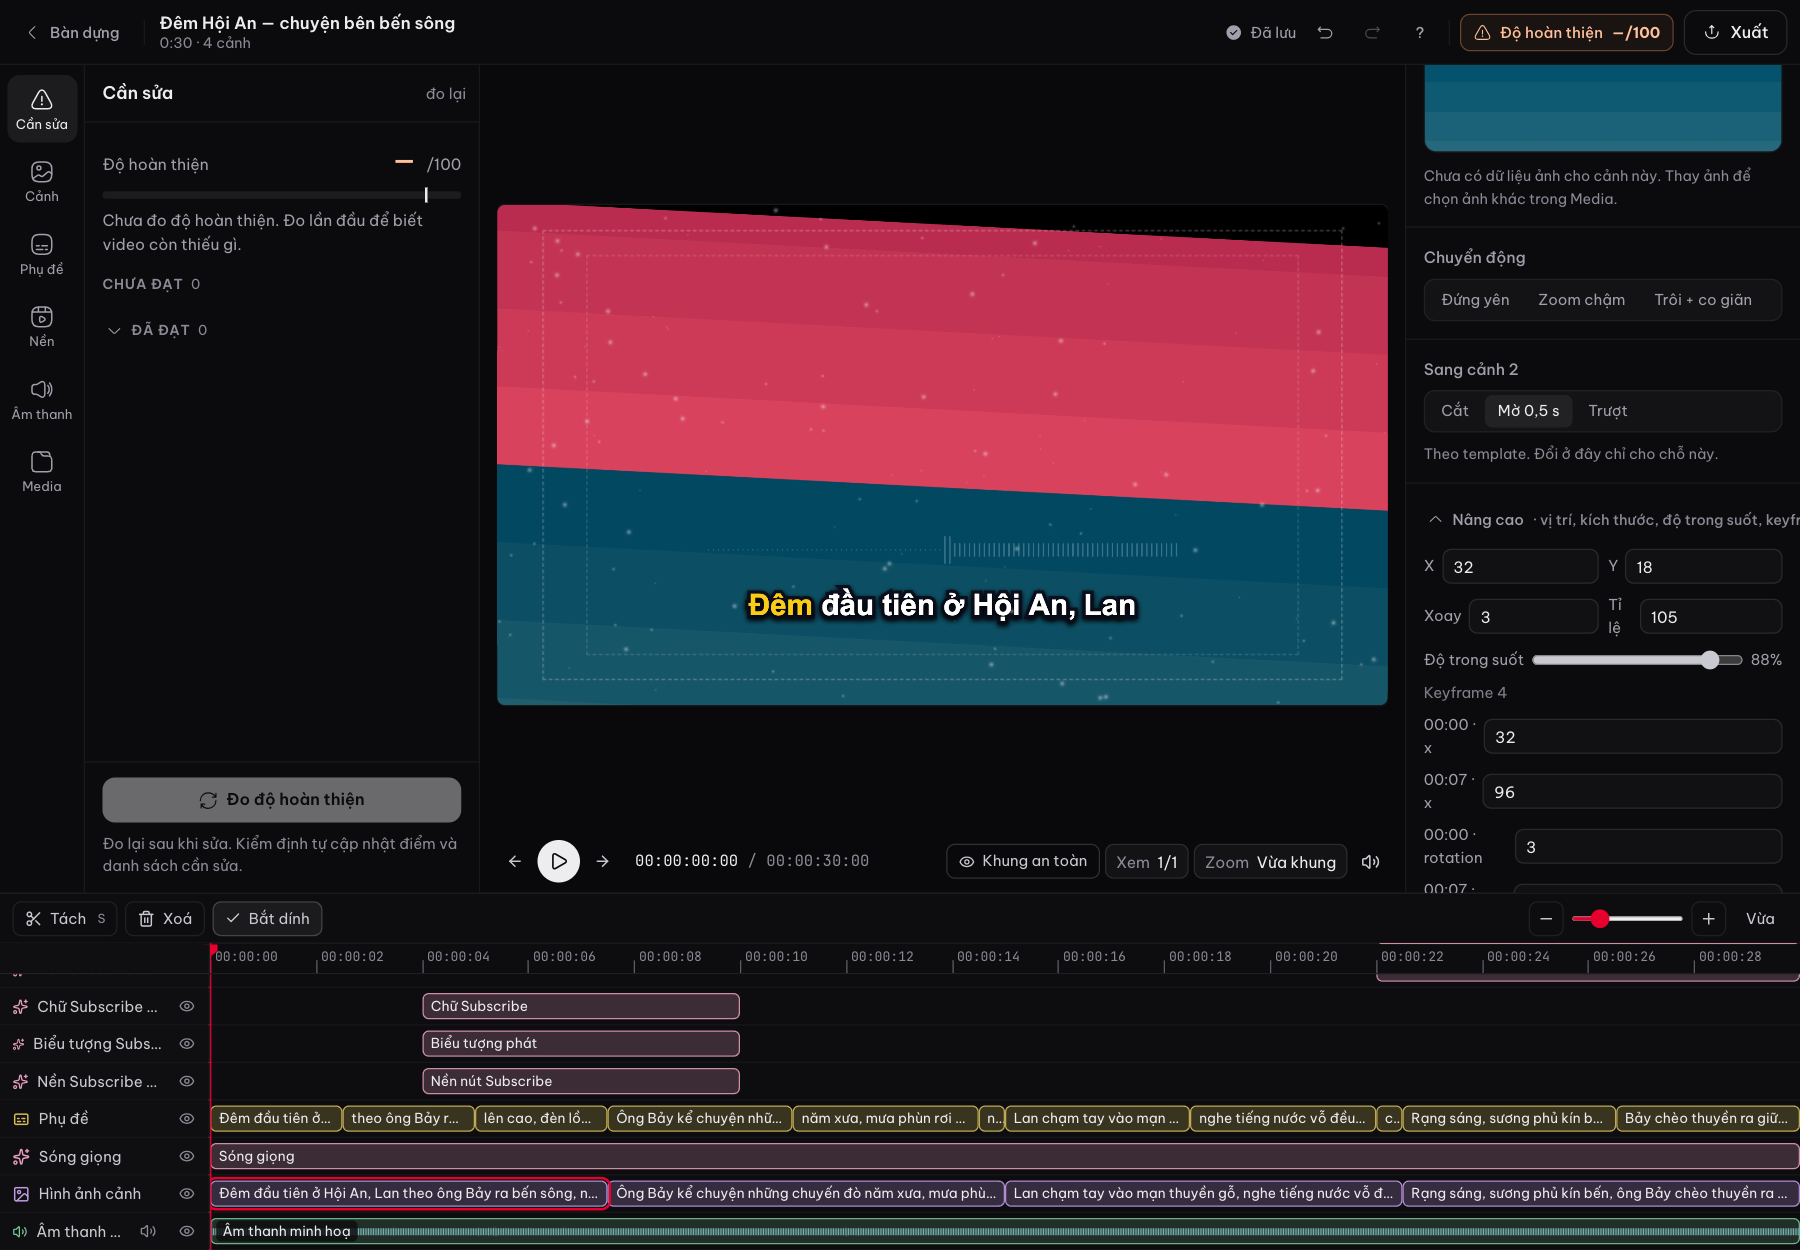 Bàn dựng
Đêm Hội An — chuyện bên bến sông
0:30 · 4 cảnh
Đã lưu
?
Độ hoàn thiện —/100
Xuất
Cần sửa
Cảnh
Phụ đề
Nền
Âm thanh
Media
Cần sửa
đo lại
Độ hoàn thiện
— /100
Chưa đo độ hoàn thiện. Đo lần đầu để biết
video còn thiếu gì.
CHƯA ĐẠT 0
ĐÃ ĐẠT 0
Đo độ hoàn thiện
Đo lại sau khi sửa. Kiểm định tự cập nhật điểm và
danh sách cần sửa.
Đêm đầu tiên ở Hội An, Lan
00:00:00:00 / 00:00:30:00
Khung an toàn
Xem 1/1
Zoom Vừa khung
Chưa có dữ liệu ảnh cho cảnh này. Thay ảnh để
chọn ảnh khác trong Media.
Chuyển động
Đứng yên
Zoom chậm
Trôi + co giãn
Sang cảnh 2
Cắt
Mờ 0,5 s
Trượt
Theo template. Đổi ở đây chỉ cho chỗ này.
Nâng cao · vị trí, kích thước, độ trong suốt, keyfr
X 32
Y 18
Xoay 3
Tỉ
lệ
105
Độ trong suốt 88%
Keyframe 4
00:00 ·
x
32
00:07 ·
x
96
00:00 ·
rotation
3
00:07 ·
Tách S
Xoá
Bắt dính
Vừa
00:00:00 00:00:02 00:00:04 00:00:06 00:00:08 00:00:10 00:00:12 00:00:14 00:00:16 00:00:18 00:00:20 00:00:22 00:00:24 00:00:26 00:00:28
Chữ Subscribe ...
Chữ Subscribe
Biểu tượng Subs...
Biểu tượng phát
Nền Subscribe ...
Nền nút Subscribe
Phụ đề
Đêm đầu tiên ở... theo ông Bảy r... lên cao, đèn lồ... Ông Bảy kể chuyện nhữ... năm xưa, mưa phùn rơi ... n... Lan chạm tay vào mạn ... nghe tiếng nước vỗ đều... c... Rạng sáng, sương phủ kín b... Bảy chèo thuyền ra giữ...
Sóng giọng
Sóng giọng
Hình ảnh cảnh
Đêm đầu tiên ở Hội An, Lan theo ông Bảy ra bến sông, n... Ông Bảy kể chuyện những chuyến đò năm xưa, mưa phù... Lan chạm tay vào mạn thuyền gỗ, nghe tiếng nước vỗ đ... Rạng sáng, sương phủ kín bến, ông Bảy chèo thuyền ra ...
Âm thanh ...
Âm thanh minh hoạ